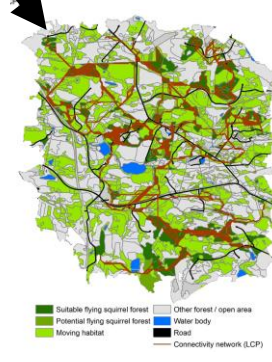 Suitable flying squirrel forest
Potential flying squirrel forest
Moving habitat
Other forest / open area
Water body
Road
Connectivity network (LCP)